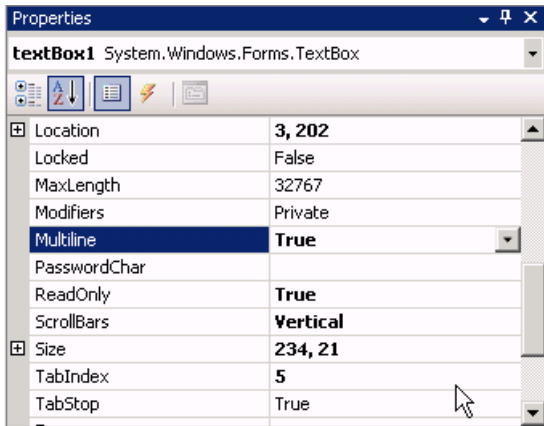 Properties
textBox1 System.Windows.Forms.TextBox
Location 3, 202
Locked False
MaxLength 32767
Modifiers Private
Multiline True
PasswordChar
ReadOnly True
ScrollBars Vertical
Size 234, 21
TabIndex 5
TabStop True